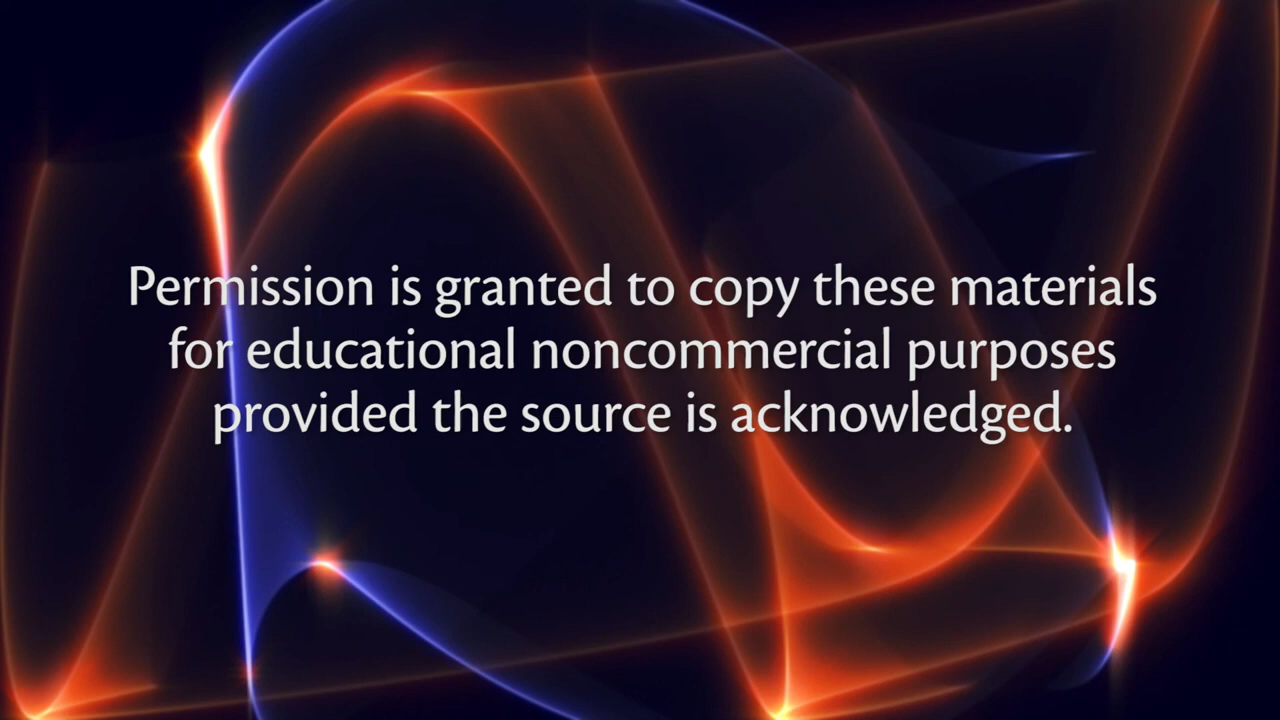 Permission is granted to copy these materials
for educational noncommercial purposes
provided the source is acknowledged.